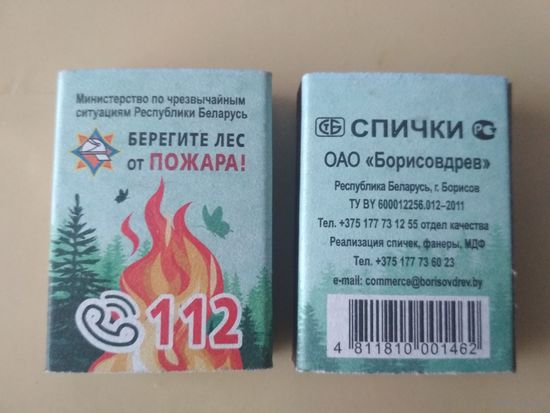 Министерство по чрезвычайным
ситуациям Республики Беларусь
БЕРЕГИТЕ ЛЕС
от ПОЖАРА!
112
СПИЧКИ
ОАО «Борисовдрев»
Республика Беларусь, г. Борисов
ТУ BY 600012256.012–2011
Тел. +375 177 73 12 55 отдел качества
Реализация спичек, фанеры, МДФ
Тел. +375 177 73 60 23
e-mail: commerce@borisovdrev.by
4 811810 001462